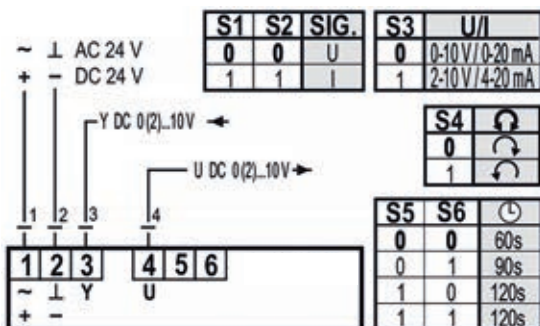 ~ ⊥ AC 24 V
+ − DC 24 V
Y DC 0(2)...10V
U DC 0(2)...10V
1 2 3 4
1 2 3 4 5 6
~ ⊥ Y U
+ −
S1 S2 SIG.
0 0 U
1 1 I
S3 U/I
0 0-10 V/0-20 mA
1 2-10 V/4-20 mA
S4
0
1
S5 S6
0 0 60s
0 1 90s
1 0 120s
1 1 120s